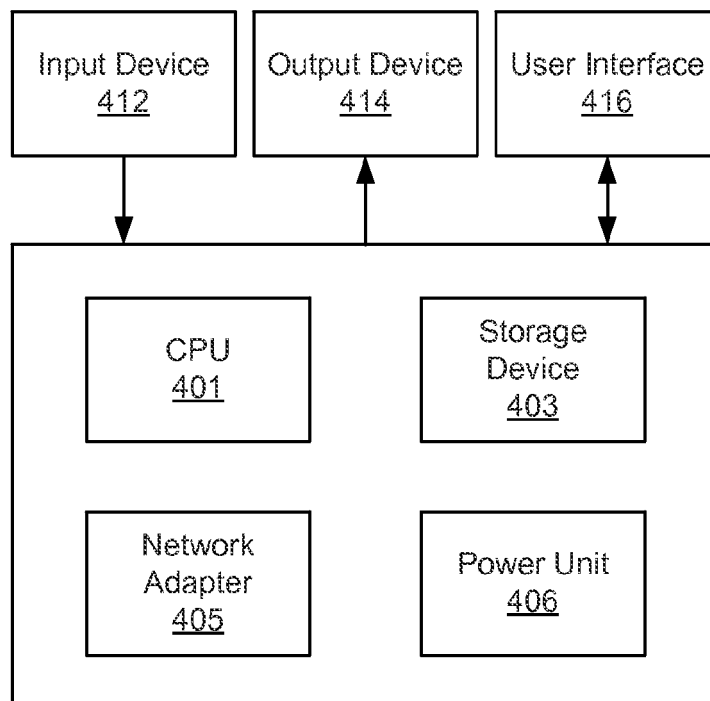 Input Device
412
Output Device
414
User Interface
416
CPU
401
Storage
Device
403
Network
Adapter
405
Power Unit
406